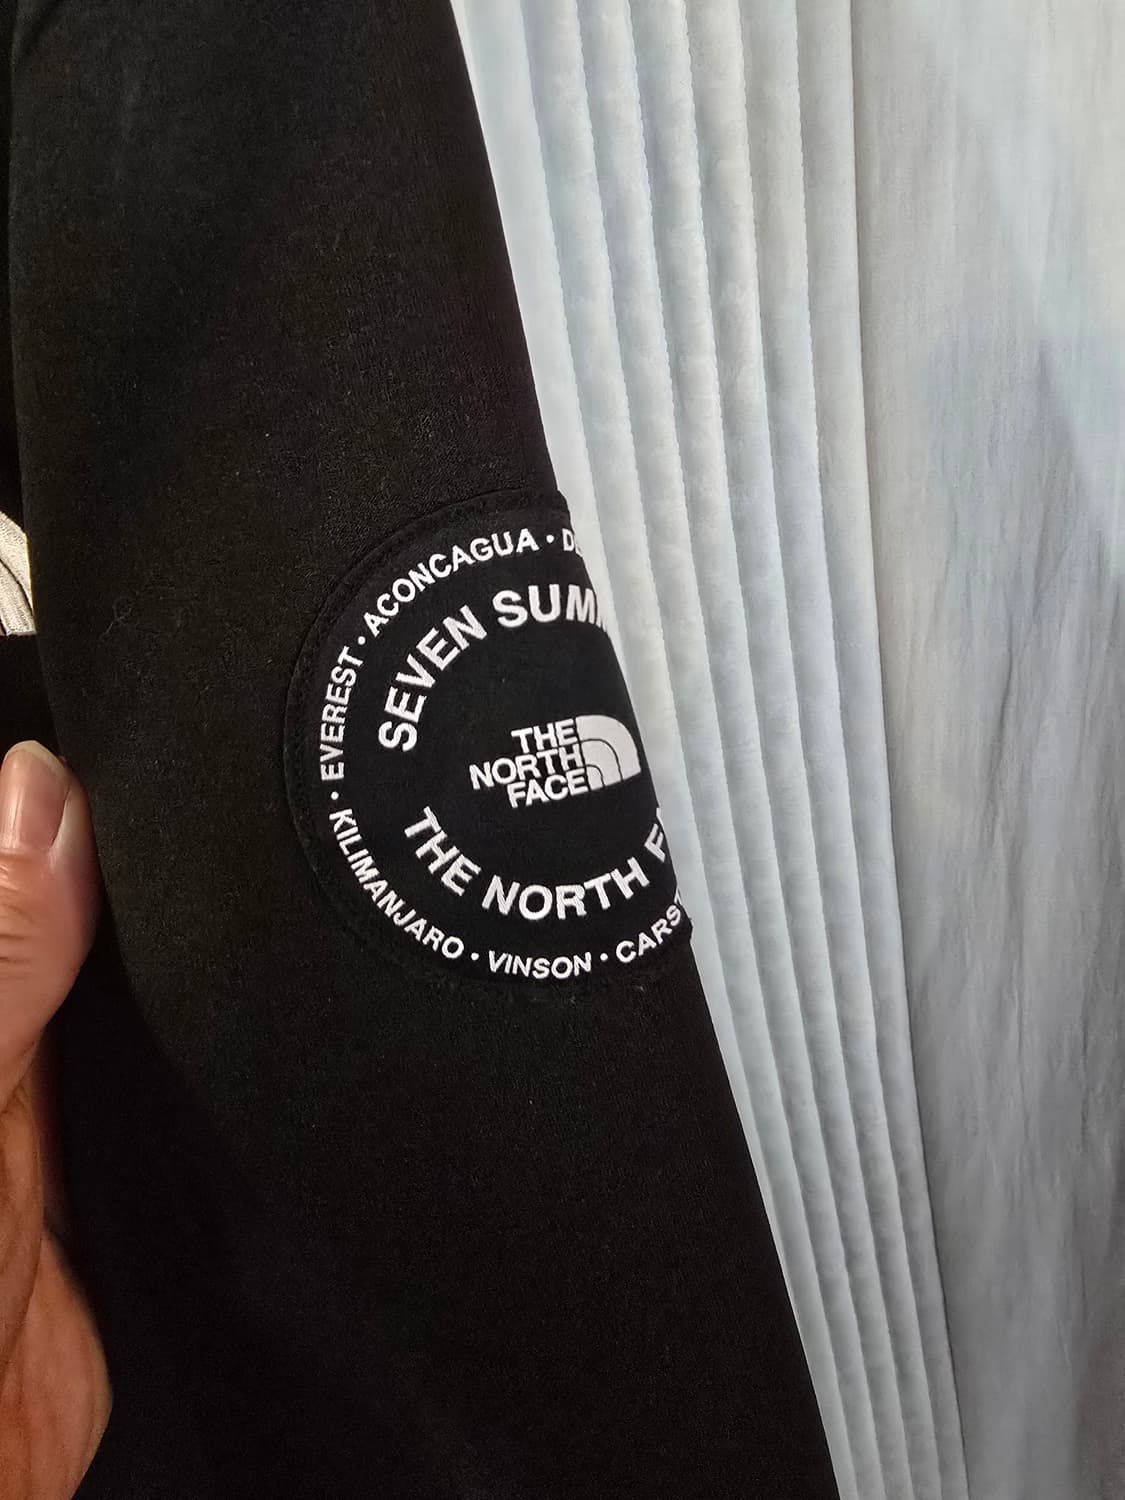 • KILIMANJARO • VINSON •
• EVEREST • ACONCAGUA •
SEVEN
THE
NORTH
FACE
THE NORTH